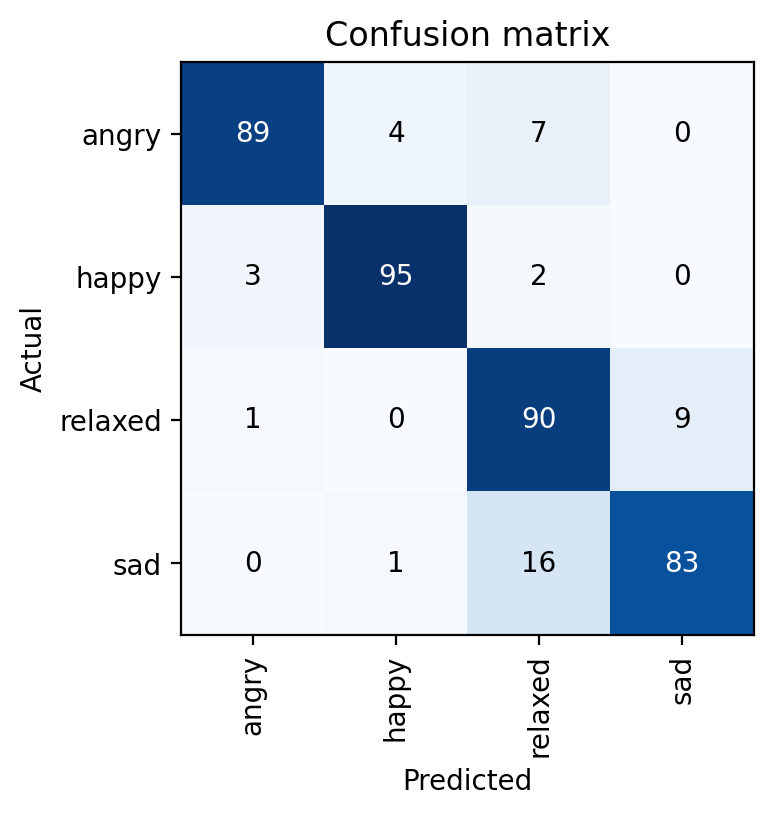 Confusion matrix
angry 89 4 7 0
happy 3 95 2 0
relaxed 1 0 90 9
sad 0 1 16 83
Actual
angry happy relaxed sad
Predicted